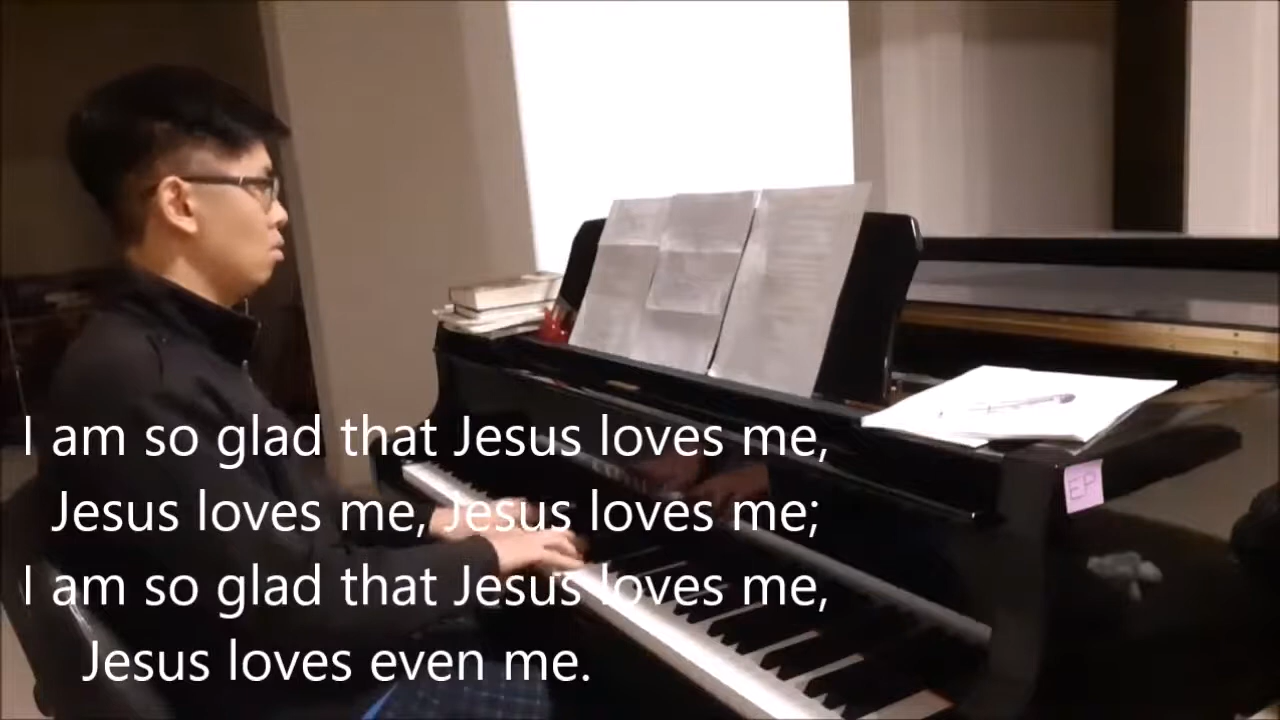 I am so glad that Jesus loves me,
Jesus loves me, Jesus loves me;
I am so glad that Jesus loves me,
Jesus loves even me.
EP